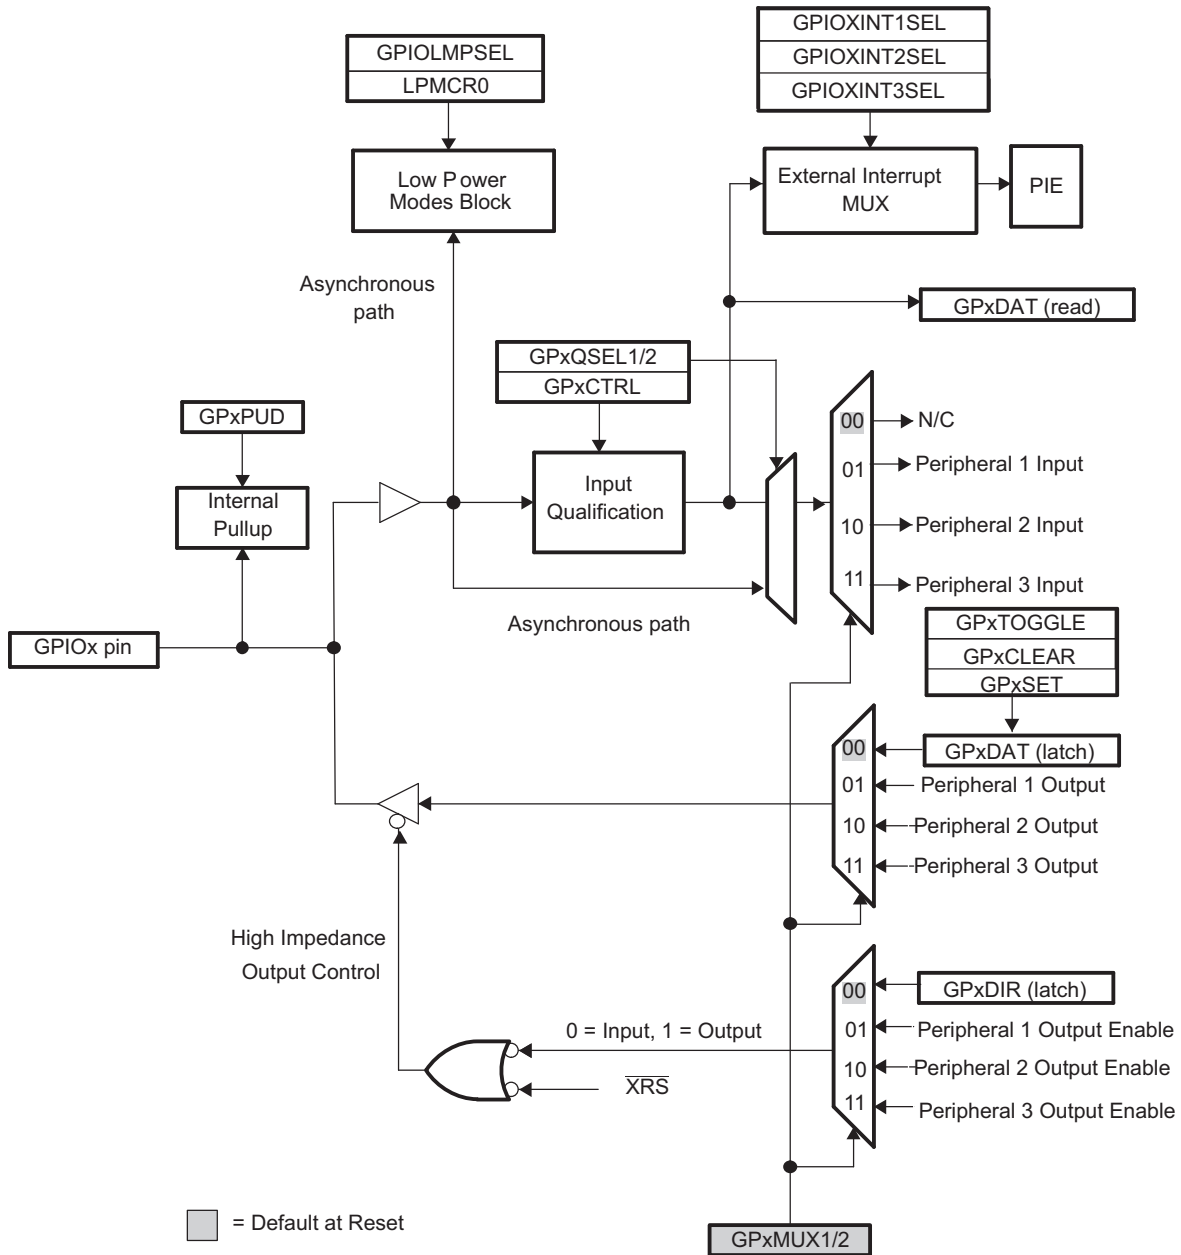 GPIOLMPSEL
LPMCR0
GPIOXINT1SEL
GPIOXINT2SEL
GPIOXINT3SEL
Low Power
Modes Block
External Interrupt
MUX
PIE
Asynchronous
path
GPxDAT (read)
GPxQSEL1/2
GPxCTRL
GPxPUD
Internal
Pullup
Input
Qualification
00
N/C
01
Peripheral 1 Input
10
Peripheral 2 Input
11
Peripheral 3 Input
Asynchronous path
GPIOx pin
GPxTOGGLE
GPxCLEAR
GPxSET
00
GPxDAT (latch)
01
Peripheral 1 Output
10
Peripheral 2 Output
11
Peripheral 3 Output
High Impedance
Output Control
00
GPxDIR (latch)
0 = Input, 1 = Output
01
Peripheral 1 Output Enable
10
Peripheral 2 Output Enable
XRS
11
Peripheral 3 Output Enable
= Default at Reset
GPxMUX1/2